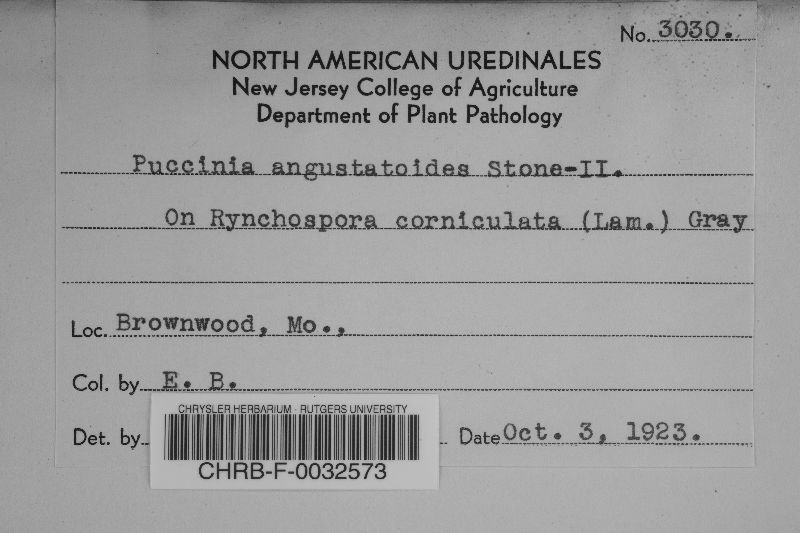 No. 3030.
NORTH AMERICAN UREDINALES
New Jersey College of Agriculture
Department of Plant Pathology
Puccinia angustatoides Stone-II.
On Rynchospora corniculata (Lam.) Gray
Loc. Brownwood, Mo.,
Col. by E. B.
Det. by Date Oct. 3, 1923.
CHRYSLER HERBARIUM - RUTGERS UNIVERSITY
CHRB-F-0032573